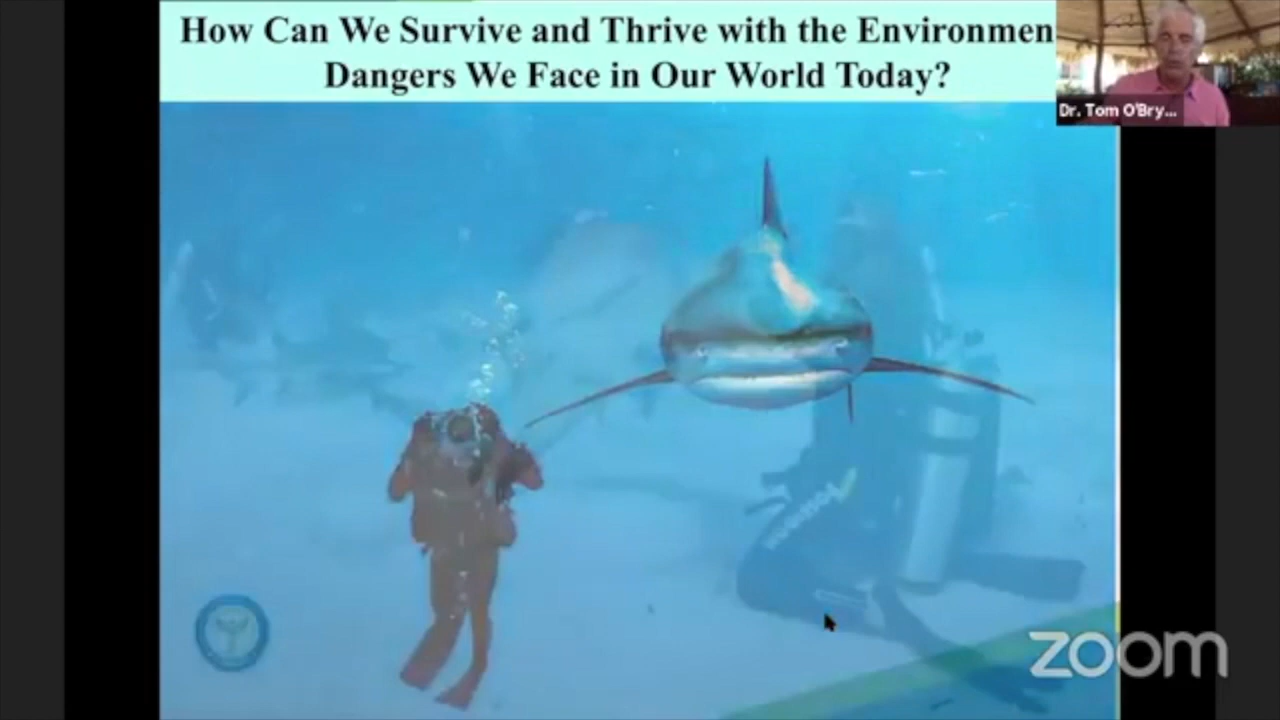 How Can We Survive and Thrive with the Environmen
Dangers We Face in Our World Today?
Dr. Tom O'Bry...
zoom